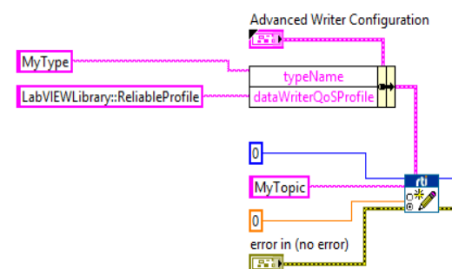 Advanced Writer Configuration
MyType
typeName
LabVIEWLibrary::ReliableProfile
dataWriterQoSProfile
0
rti
MyTopic
0
error in (no error)